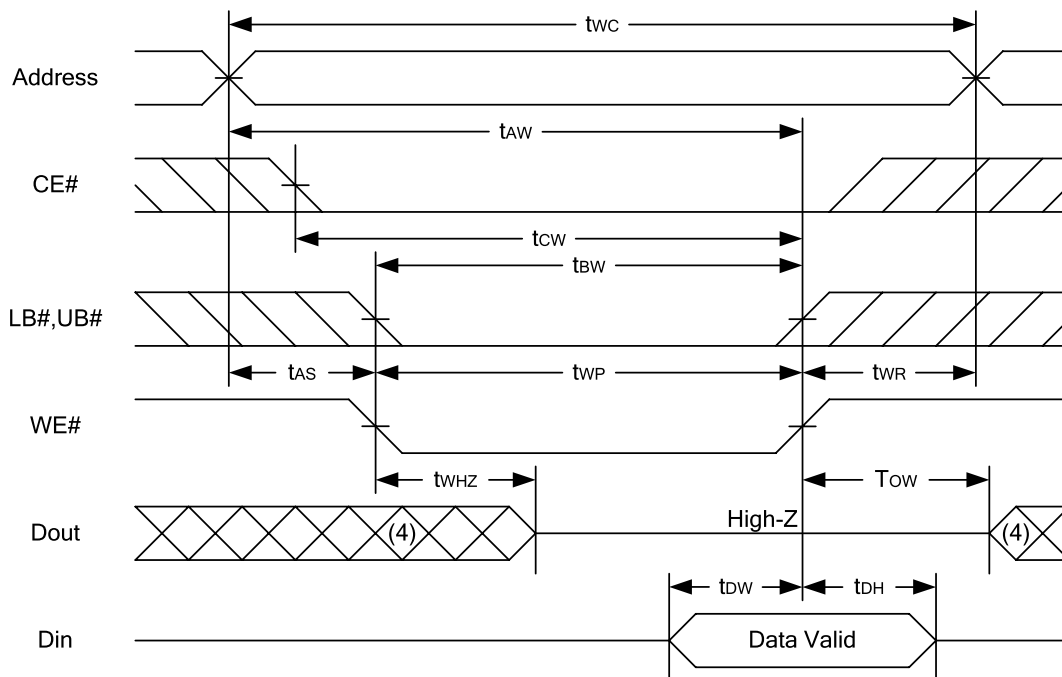 tWC
Address
tAW
CE#
tCW
tBW
LB#,UB#
tAS tWP tWR
WE#
tWHZ TOW
High-Z
Dout (4) (4)
tDW tDH
Din Data Valid